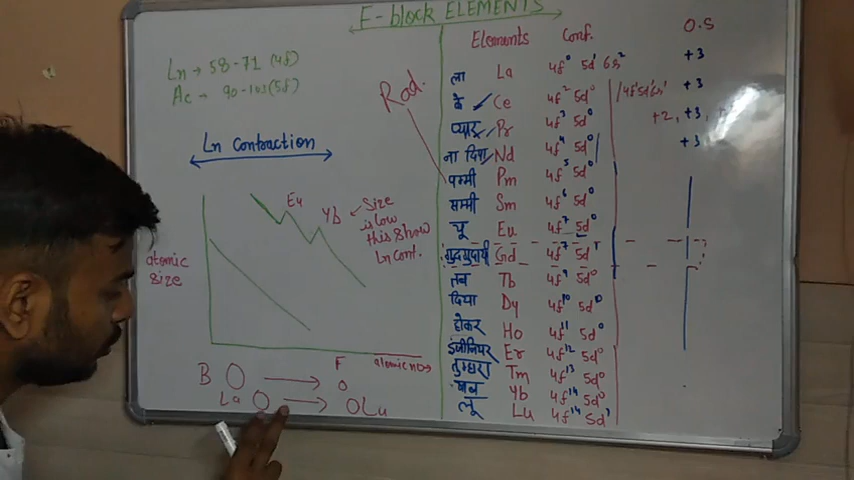 F-block ELEMENTS
Ln → 58-71 (4f)
Ac → 90-103 (5f)
Ln Contraction
Eu
Yb
Size
is low
this show
Ln Cont.
atomic
size
atomic no→
B → F
La → Lu
Rad.
Elements Conf. O.S
ला La 4f⁰ 5d¹ 6s² +3
के Ce 4f² 5d⁰ / 4f¹5d¹6s² +3
प्यार Pr 4f³ 5d⁰ +2, +3,
ना दिया Nd 4f⁴ 5d⁰ +3
पम्मी Pm 4f⁵ 5d⁰
सम्मी Sm 4f⁶ 5d⁰
यू Eu 4f⁷ 5d⁰
गुदगुदायी Gd 4f⁷ 5d¹
तब Tb 4f⁹ 5d⁰
दिया Dy 4f¹⁰ 5d⁰
होकर Ho 4f¹¹ 5d⁰
इंजीनियर Er 4f¹² 5d⁰
तुम्हारा Tm 4f¹³ 5d⁰
Yb 4f¹⁴ 5d⁰
लू Lu 4f¹⁴ 5d¹